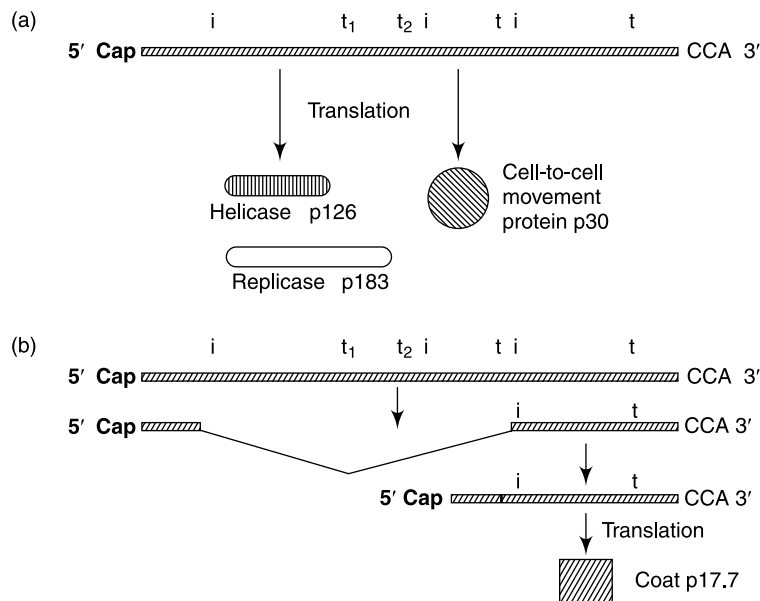 (a) i t₁ t₂ i t i t
5′ Cap CCA 3′
Translation
Helicase p126
Cell-to-cell
movement
protein p30
Replicase p183
(b) i t₁ t₂ i t i t
5′ Cap CCA 3′
i t
5′ Cap CCA 3′
i t
5′ Cap CCA 3′
Translation
Coat p17.7